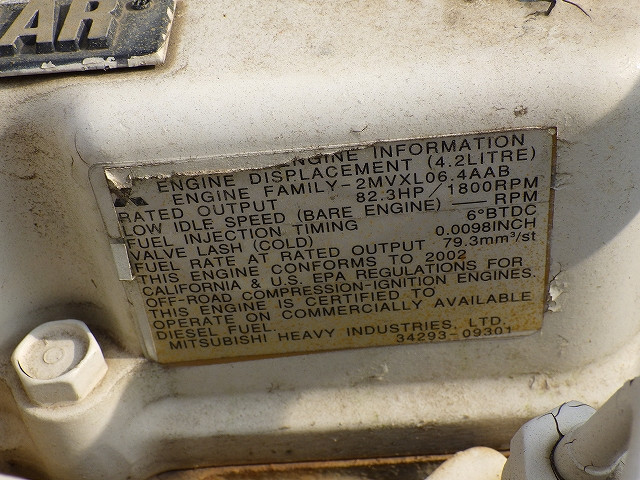 AR
ENGINE INFORMATION
ENGINE DISPLACEMENT (4.2LITRE)
ENGINE FAMILY-2MVXL06.4AAB
RATED OUTPUT 82.3HP/1800RPM
LOW IDLE SPEED (BARE ENGINE) — RPM
FUEL INJECTION TIMING 6°BTDC
VALVE LASH (COLD) 0.0098INCH
FUEL RATE AT RATED OUTPUT 79.3mm³/st
THIS ENGINE CONFORMS TO 2002
CALIFORNIA & U.S. EPA REGULATIONS FOR
OFF-ROAD COMPRESSION-IGNITION ENGINES.
THIS ENGINE IS CERTIFIED TO
OPERATE ON COMMERCIALLY AVAILABLE
DIESEL FUEL.
MITSUBISHI HEAVY INDUSTRIES, LTD.
34293-09301